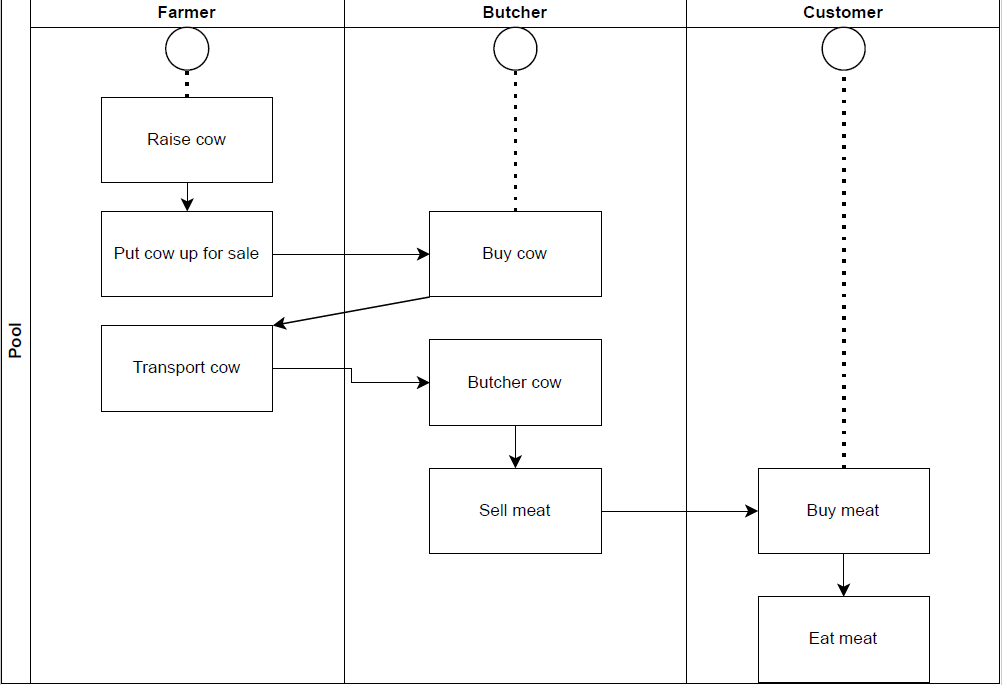 Farmer
Butcher
Customer
Pool
Raise cow
Put cow up for sale
Buy cow
Transport cow
Butcher cow
Sell meat
Buy meat
Eat meat